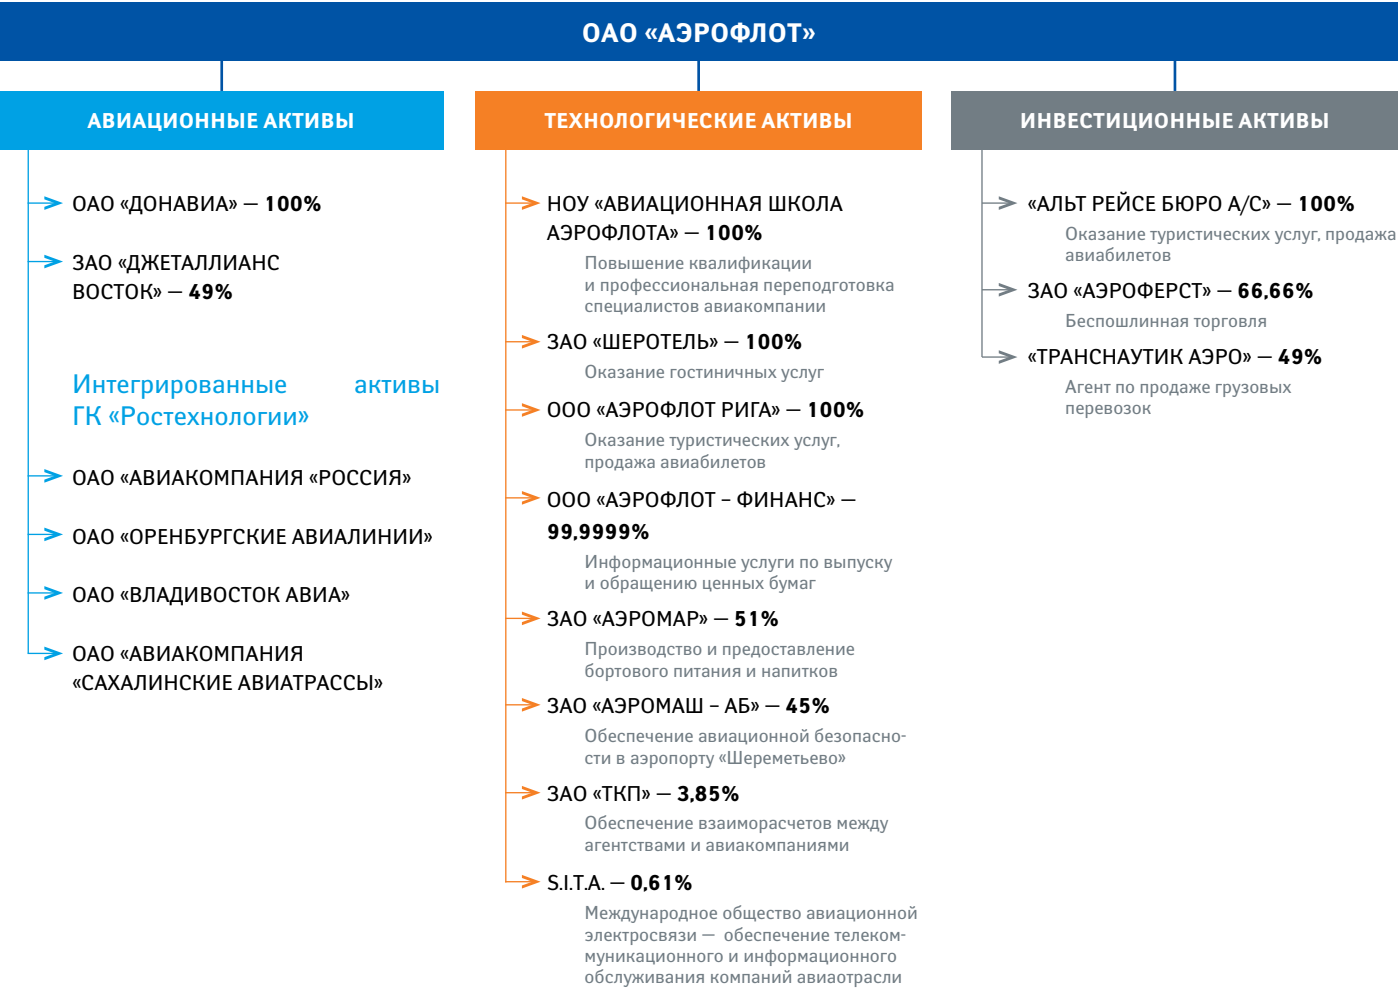 ОАО «АЭРОФЛОТ»
АВИАЦИОННЫЕ АКТИВЫ
ОАО «ДОНАВИА» — 100%
ЗАО «ДЖЕТАЛЛИАНС
ВОСТОК» — 49%
Интегрированные активы
ГК «Ростехнологии»
ОАО «АВИАКОМПАНИЯ «РОССИЯ»
ОАО «ОРЕНБУРГСКИЕ АВИАЛИНИИ»
ОАО «ВЛАДИВОСТОК АВИА»
ОАО «АВИАКОМПАНИЯ
«САХАЛИНСКИЕ АВИАТРАССЫ»
ТЕХНОЛОГИЧЕСКИЕ АКТИВЫ
НОУ «АВИАЦИОННАЯ ШКОЛА
АЭРОФЛОТА» — 100%
Повышение квалификации
и профессиональная переподготовка
специалистов авиакомпании
ЗАО «ШЕРОТЕЛЬ» — 100%
Оказание гостиничных услуг
ООО «АЭРОФЛОТ РИГА» — 100%
Оказание туристических услуг,
продажа авиабилетов
ООО «АЭРОФЛОТ – ФИНАНС» —
99,9999%
Информационные услуги по выпуску
и обращению ценных бумаг
ЗАО «АЭРОМАР» — 51%
Производство и предоставление
бортового питания и напитков
ЗАО «АЭРОМАШ – АБ» — 45%
Обеспечение авиационной безопасно-
сти в аэропорту «Шереметьево»
ЗАО «ТКП» — 3,85%
Обеспечение взаиморасчетов между
агентствами и авиакомпаниями
S.I.T.A. — 0,61%
Международное общество авиационной
электросвязи — обеспечение телеком-
муникационного и информационного
обслуживания компаний авиаотрасли
ИНВЕСТИЦИОННЫЕ АКТИВЫ
«АЛЬТ РЕЙСЕ БЮРО А/С» — 100%
Оказание туристических услуг, продажа
авиабилетов
ЗАО «АЭРОФЕРСТ» — 66,66%
Беспошлинная торговля
«ТРАНСНАУТИК АЭРО» — 49%
Агент по продаже грузовых
перевозок